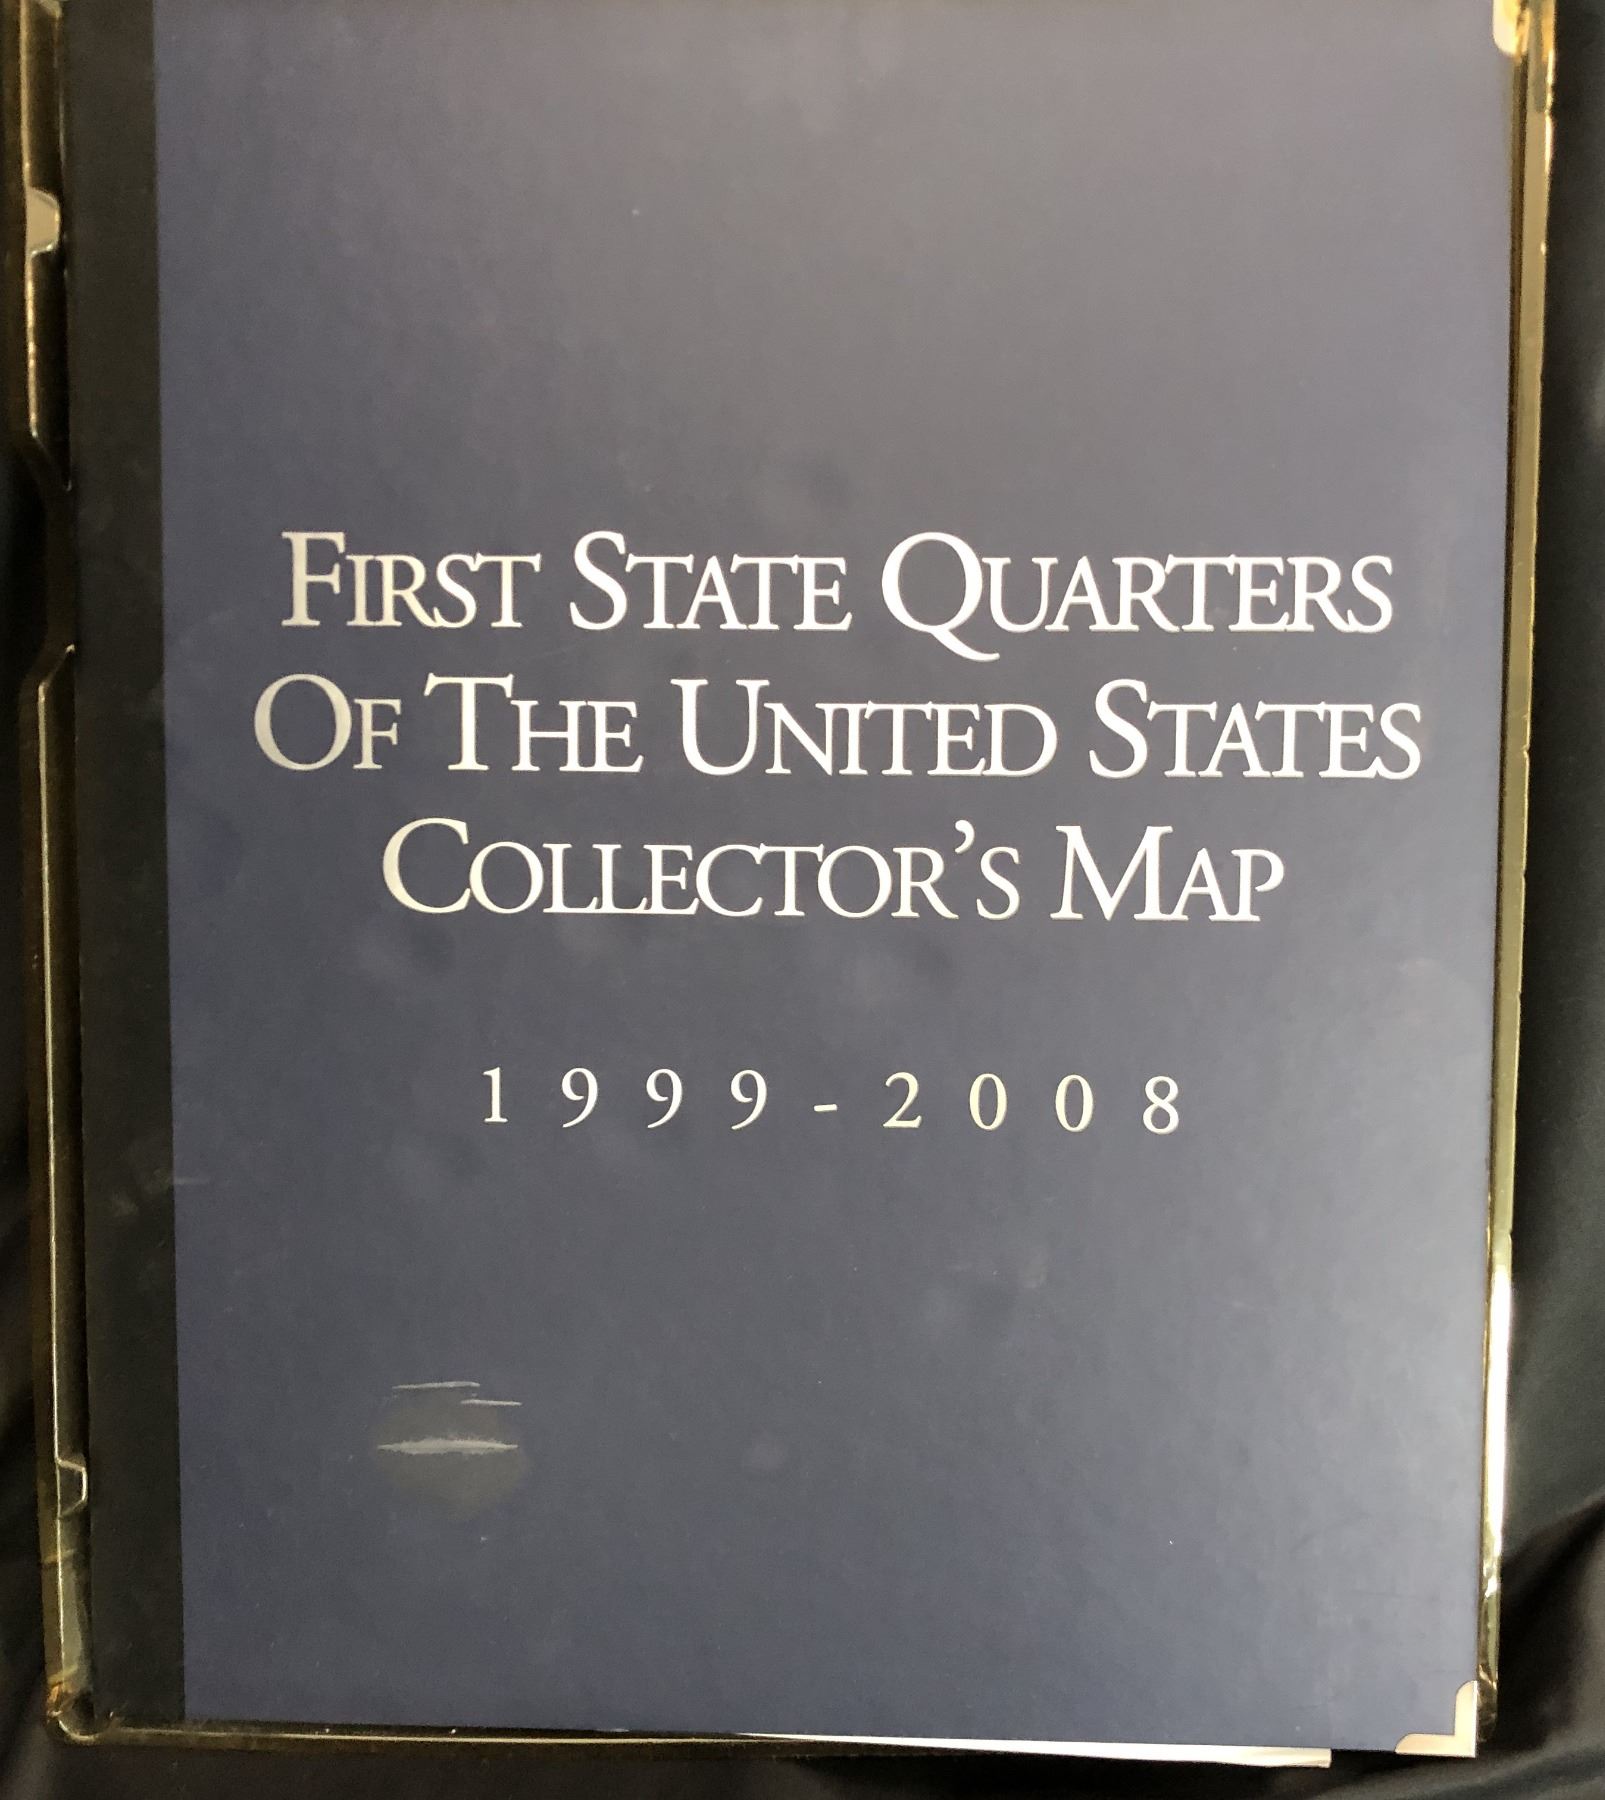 First State Quarters
Of The United States
Collector's Map
1999-2008